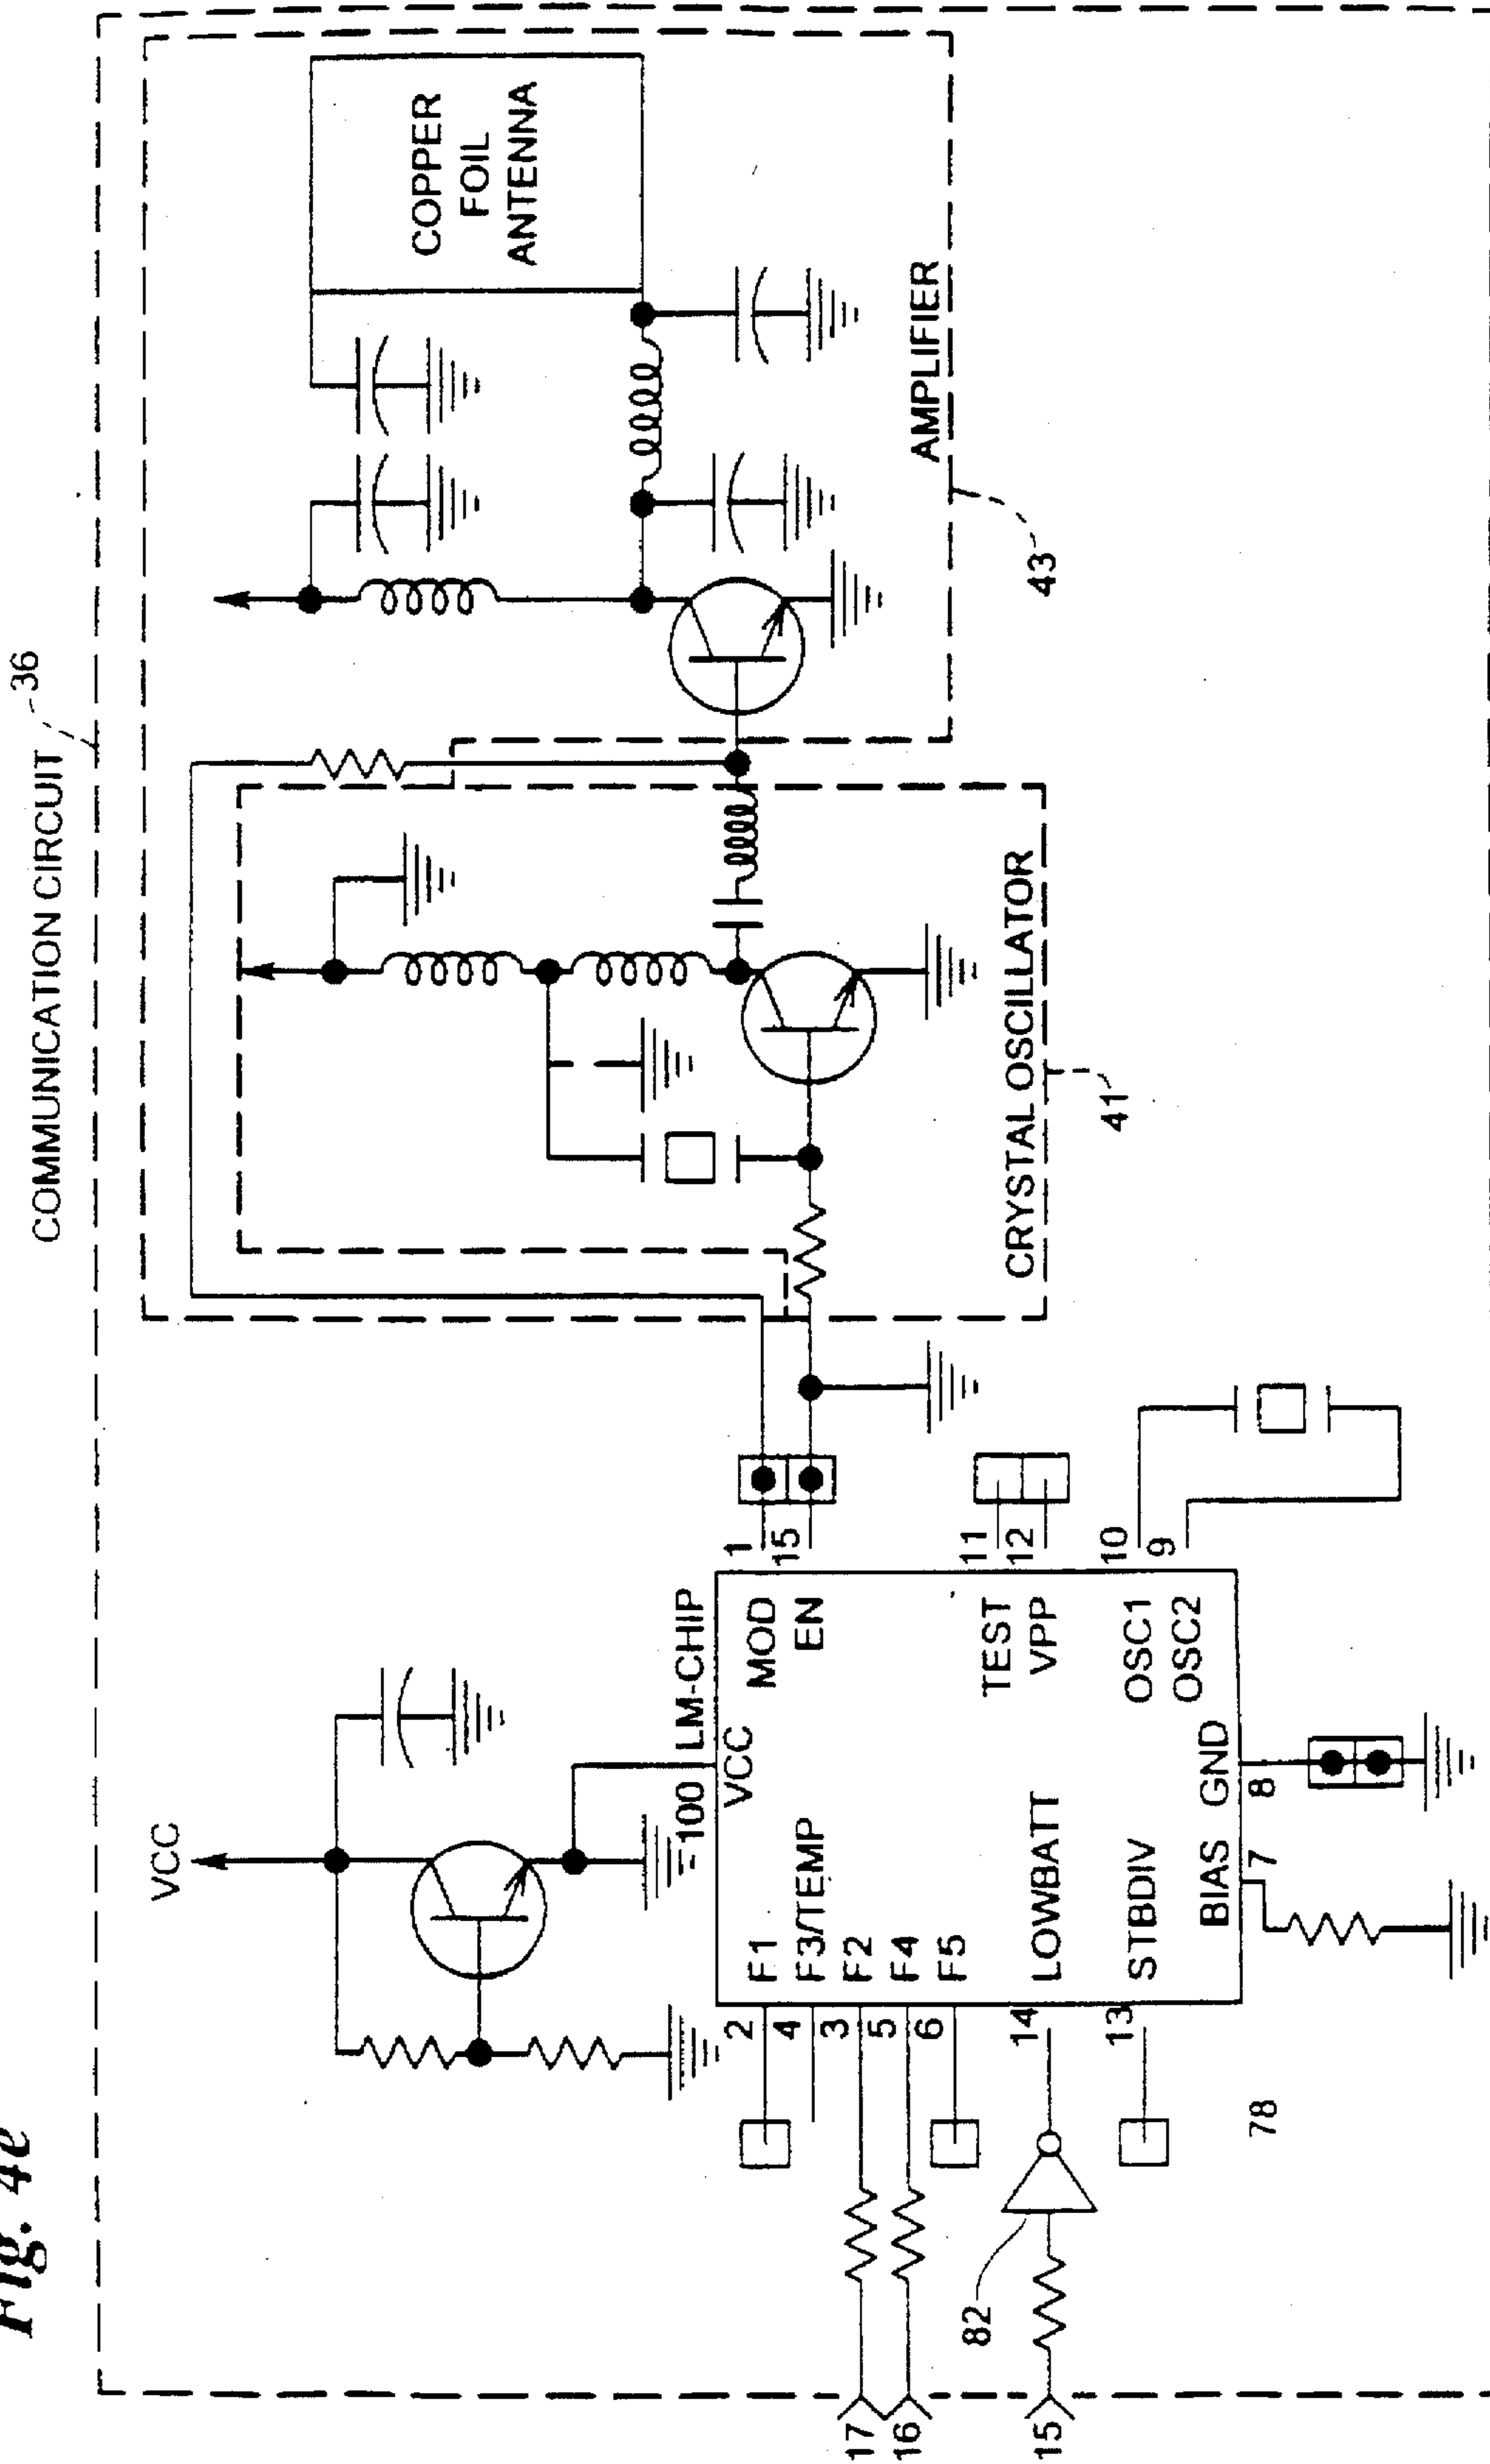 Fig. 4e
COMMUNICATION CIRCUIT
36
VCC
COPPER
FOIL
ANTENNA
AMPLIFIER
43
CRYSTAL OSCILLATOR
41
100
LM-CHIP
VCC
2
F1
4
F3/TEMP
3
F2
5
F4
6
F5
14
LOWBATT
13
STBDIV
MOD
1
EN
15
TEST
11
VPP
12
OSC1
10
OSC2
9
BIAS
7
GND
8
17
16
15
82
78